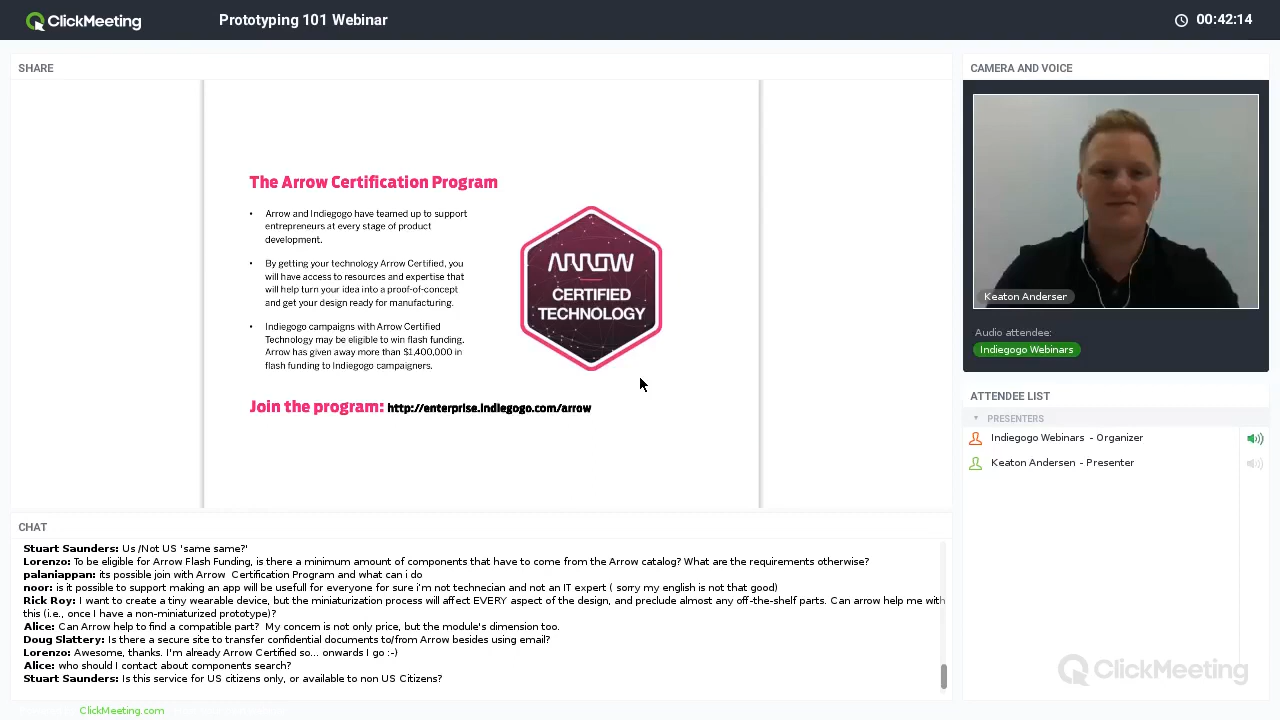 ClickMeeting
Prototyping 101 Webinar
00:42:14
SHARE
The Arrow Certification Program
• Arrow and Indiegogo have teamed up to support
entrepreneurs at every stage of product
development.
• By getting your technology Arrow Certified, you
will have access to resources and expertise that
will help turn your idea into a proof-of-concept
and get your design ready for manufacturing.
• Indiegogo campaigns with Arrow Certified
Technology may be eligible to win flash funding.
Arrow has given away more than $1,400,000 in
flash funding to Indiegogo campaigners.
Join the program: http://enterprise.indiegogo.com/arrow
ARROW
CERTIFIED
TECHNOLOGY
CAMERA AND VOICE
Keaton Andersen
Audio attendee:
Indiegogo Webinars
ATTENDEE LIST
PRESENTERS
Indiegogo Webinars - Organizer
Keaton Andersen - Presenter
ClickMeeting
CHAT
Stuart Saunders: Us /Not US 'same same?'
Lorenzo: To be eligible for Arrow Flash Funding, is there a minimum amount of components that have to come from the Arrow catalog? What are the requirements otherwise?
palaniappan: its possible join with Arrow  Certification Program and what can i do
noor: is it possible to support making an app will be usefull for everyone for sure i'm not technecian and not an IT expert ( sorry my english is not that good)
Rick Roy: I want to create a tiny wearable device, but the miniaturization process will affect EVERY aspect of the design, and preclude almost any off-the-shelf parts. Can arrow help me with
this (i.e., once I have a non-miniaturized prototype)?
Alice: Can Arrow help to find a compatible part?  My concern is not only price, but the module's dimension too.
Doug Slattery: Is there a secure site to transfer confidential documents to/from Arrow besides using email?
Lorenzo: Awesome, thanks. I'm already Arrow Certified so... onwards I go :-)
Alice: who should I contact about components search?
Stuart Saunders: Is this service for US citizens only, or available to non US Citizens?
ClickMeeting.com